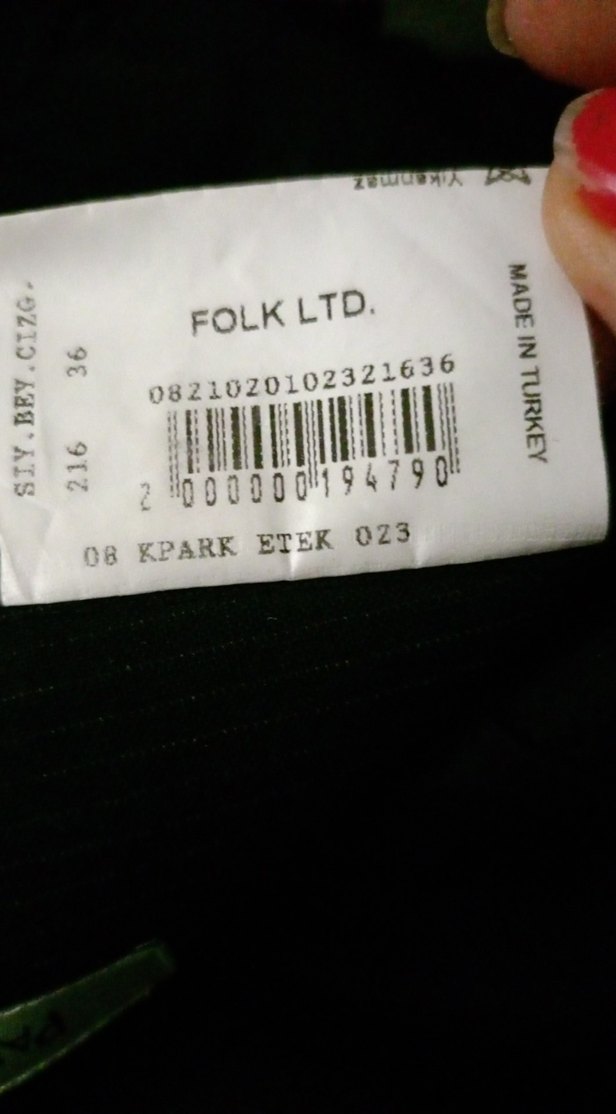 Yıkanmaz
FOLK LTD.
0821020102321636
2 000000 194790
08 KPARK ETEK 023
SIY.BEY.CIZG.
216 36
MADE IN TURKEY